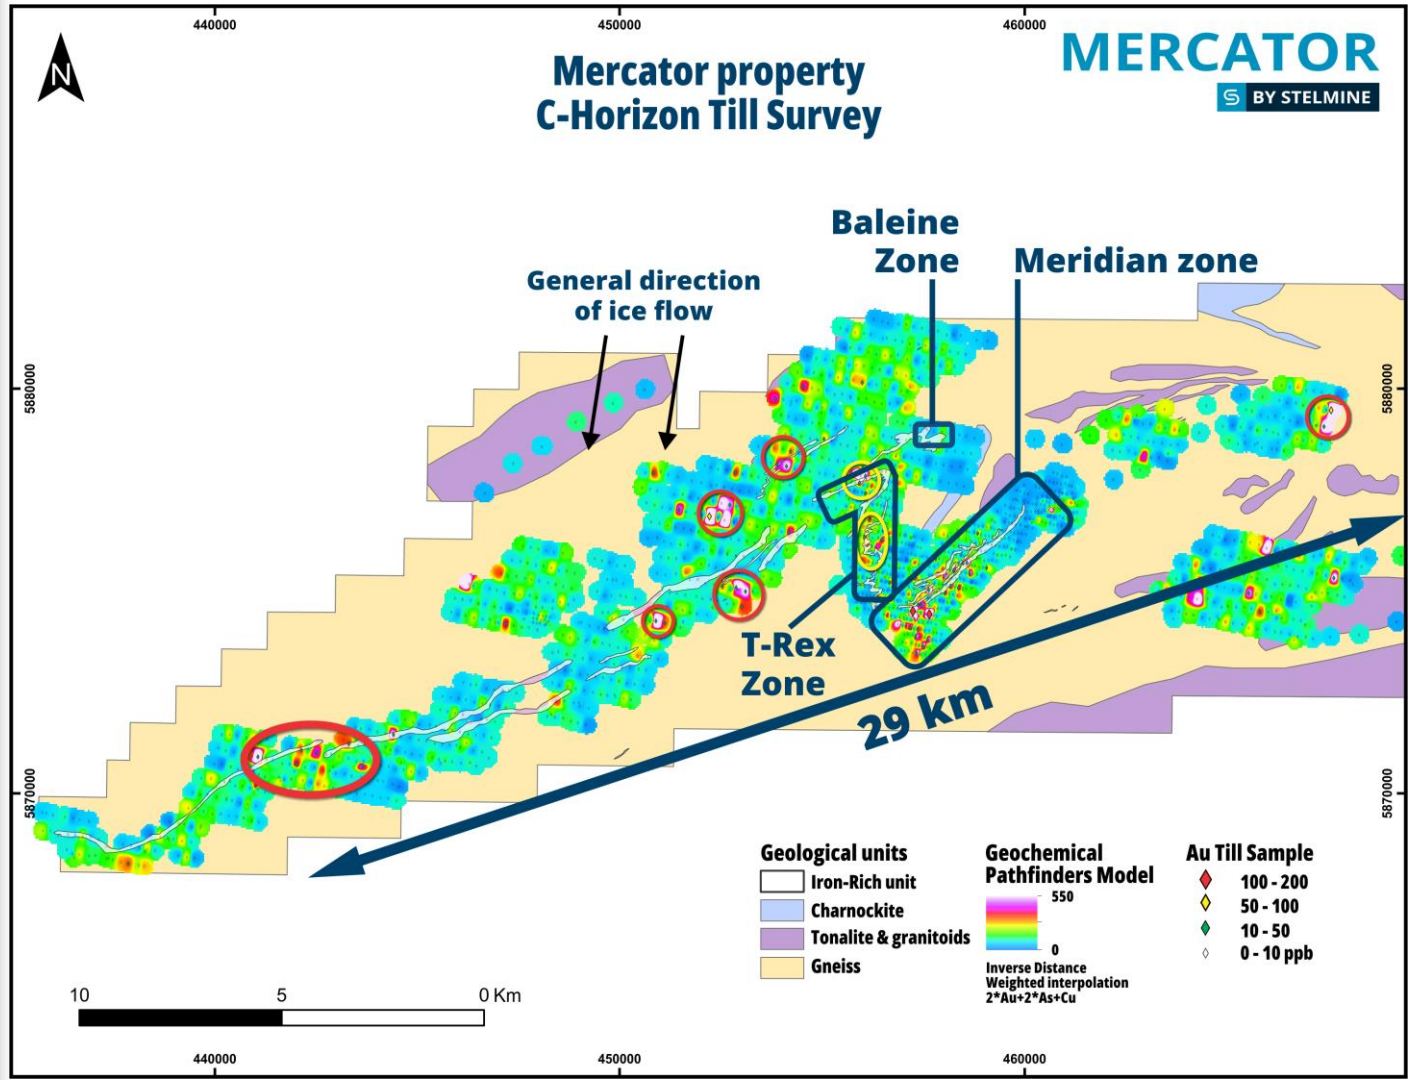 440000
450000
460000
N
Mercator property
C-Horizon Till Survey
MERCATOR
S BY STELMINE
Baleine
Zone
Meridian zone
General direction
of ice flow
5880000
5880000
T-Rex
Zone
29 km
5870000
5870000
Geological units
Iron-Rich unit
Charnockite
Tonalite & granitoids
Gneiss
Geochemical
Pathfinders Model
550
0
Inverse Distance
Weighted interpolation
2*Au+2*As+Cu
Au Till Sample
100 - 200
50 - 100
10 - 50
0 - 10 ppb
10 5 0 Km
440000
450000
460000